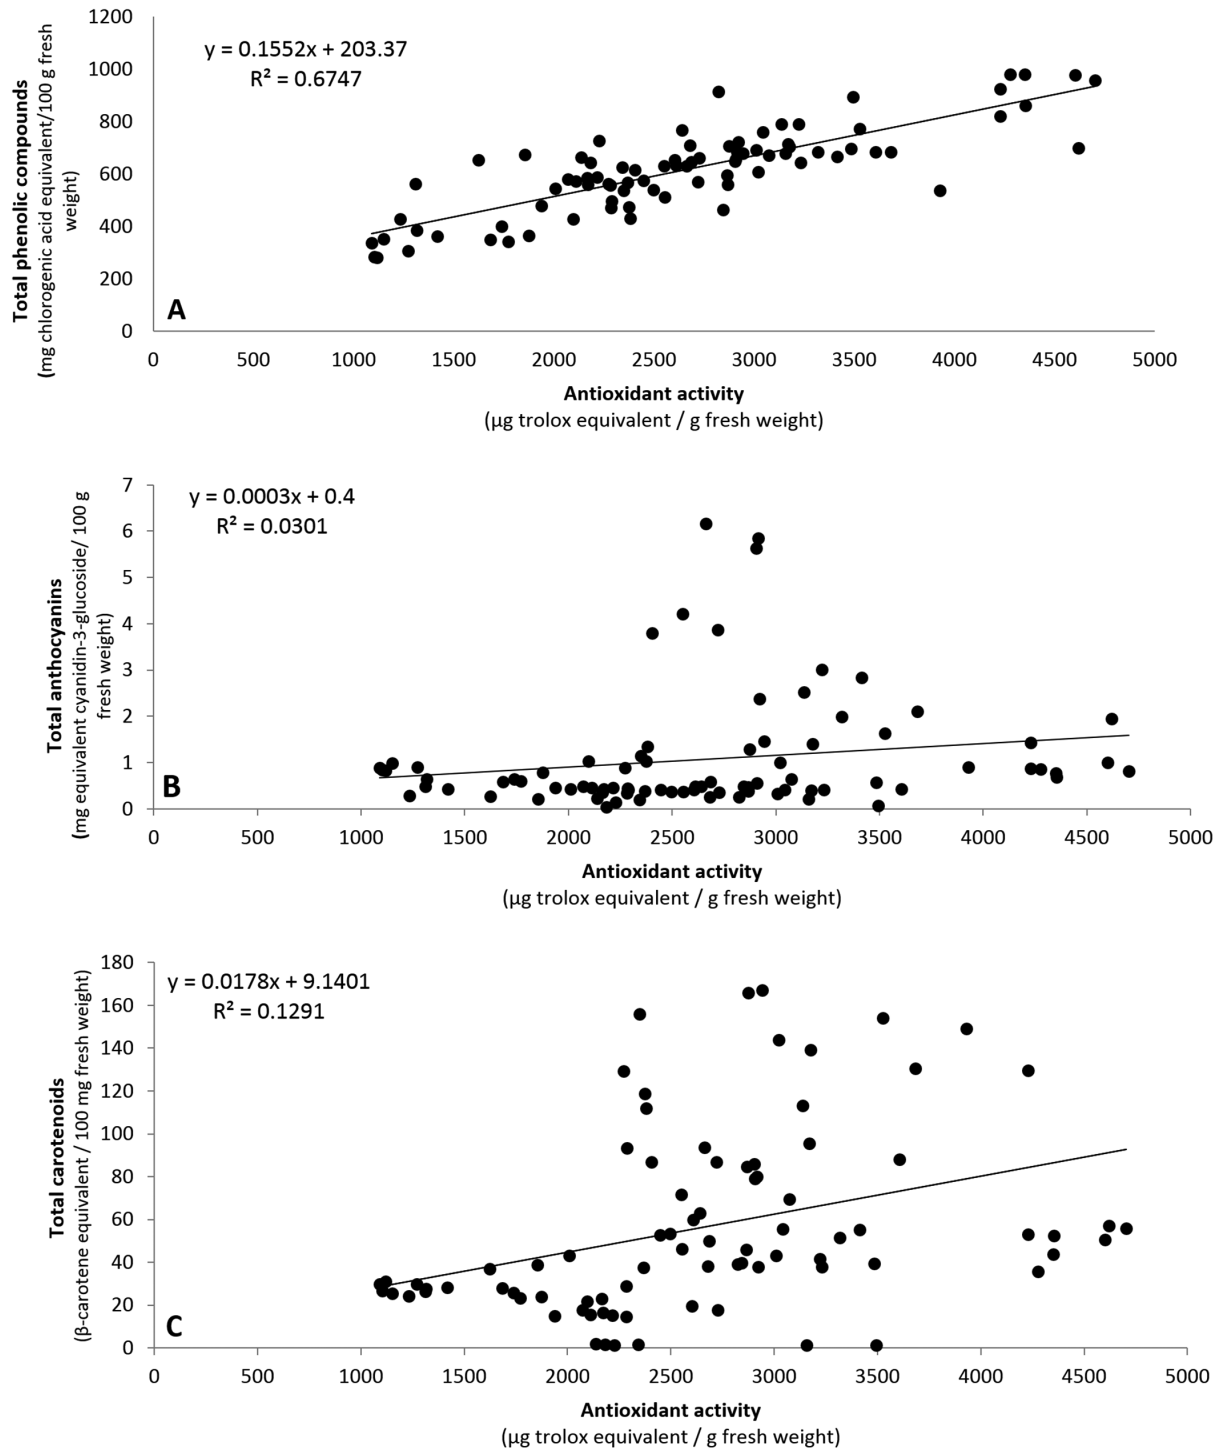 1200
1000
800
600
400
200
0
y = 0.1552x + 203.37
R² = 0.6747
A
Total phenolic compounds
(mg chlorogenic acid equivalent/100 g fresh
weight)
0 500 1000 1500 2000 2500 3000 3500 4000 4500 5000
Antioxidant activity
(µg trolox equivalent / g fresh weight)
7
6
5
4
3
2
1
0
y = 0.0003x + 0.4
R² = 0.0301
B
Total anthocyanins
(mg equivalent cyanidin-3-glucoside/ 100 g
fresh weight)
0 500 1000 1500 2000 2500 3000 3500 4000 4500 5000
Antioxidant activity
(µg trolox equivalent / g fresh weight)
180
160
140
120
100
80
60
40
20
0
y = 0.0178x + 9.1401
R² = 0.1291
C
Total carotenoids
(β-carotene equivalent / 100 mg fresh weight)
0 500 1000 1500 2000 2500 3000 3500 4000 4500 5000
Antioxidant activity
(µg trolox equivalent / g fresh weight)